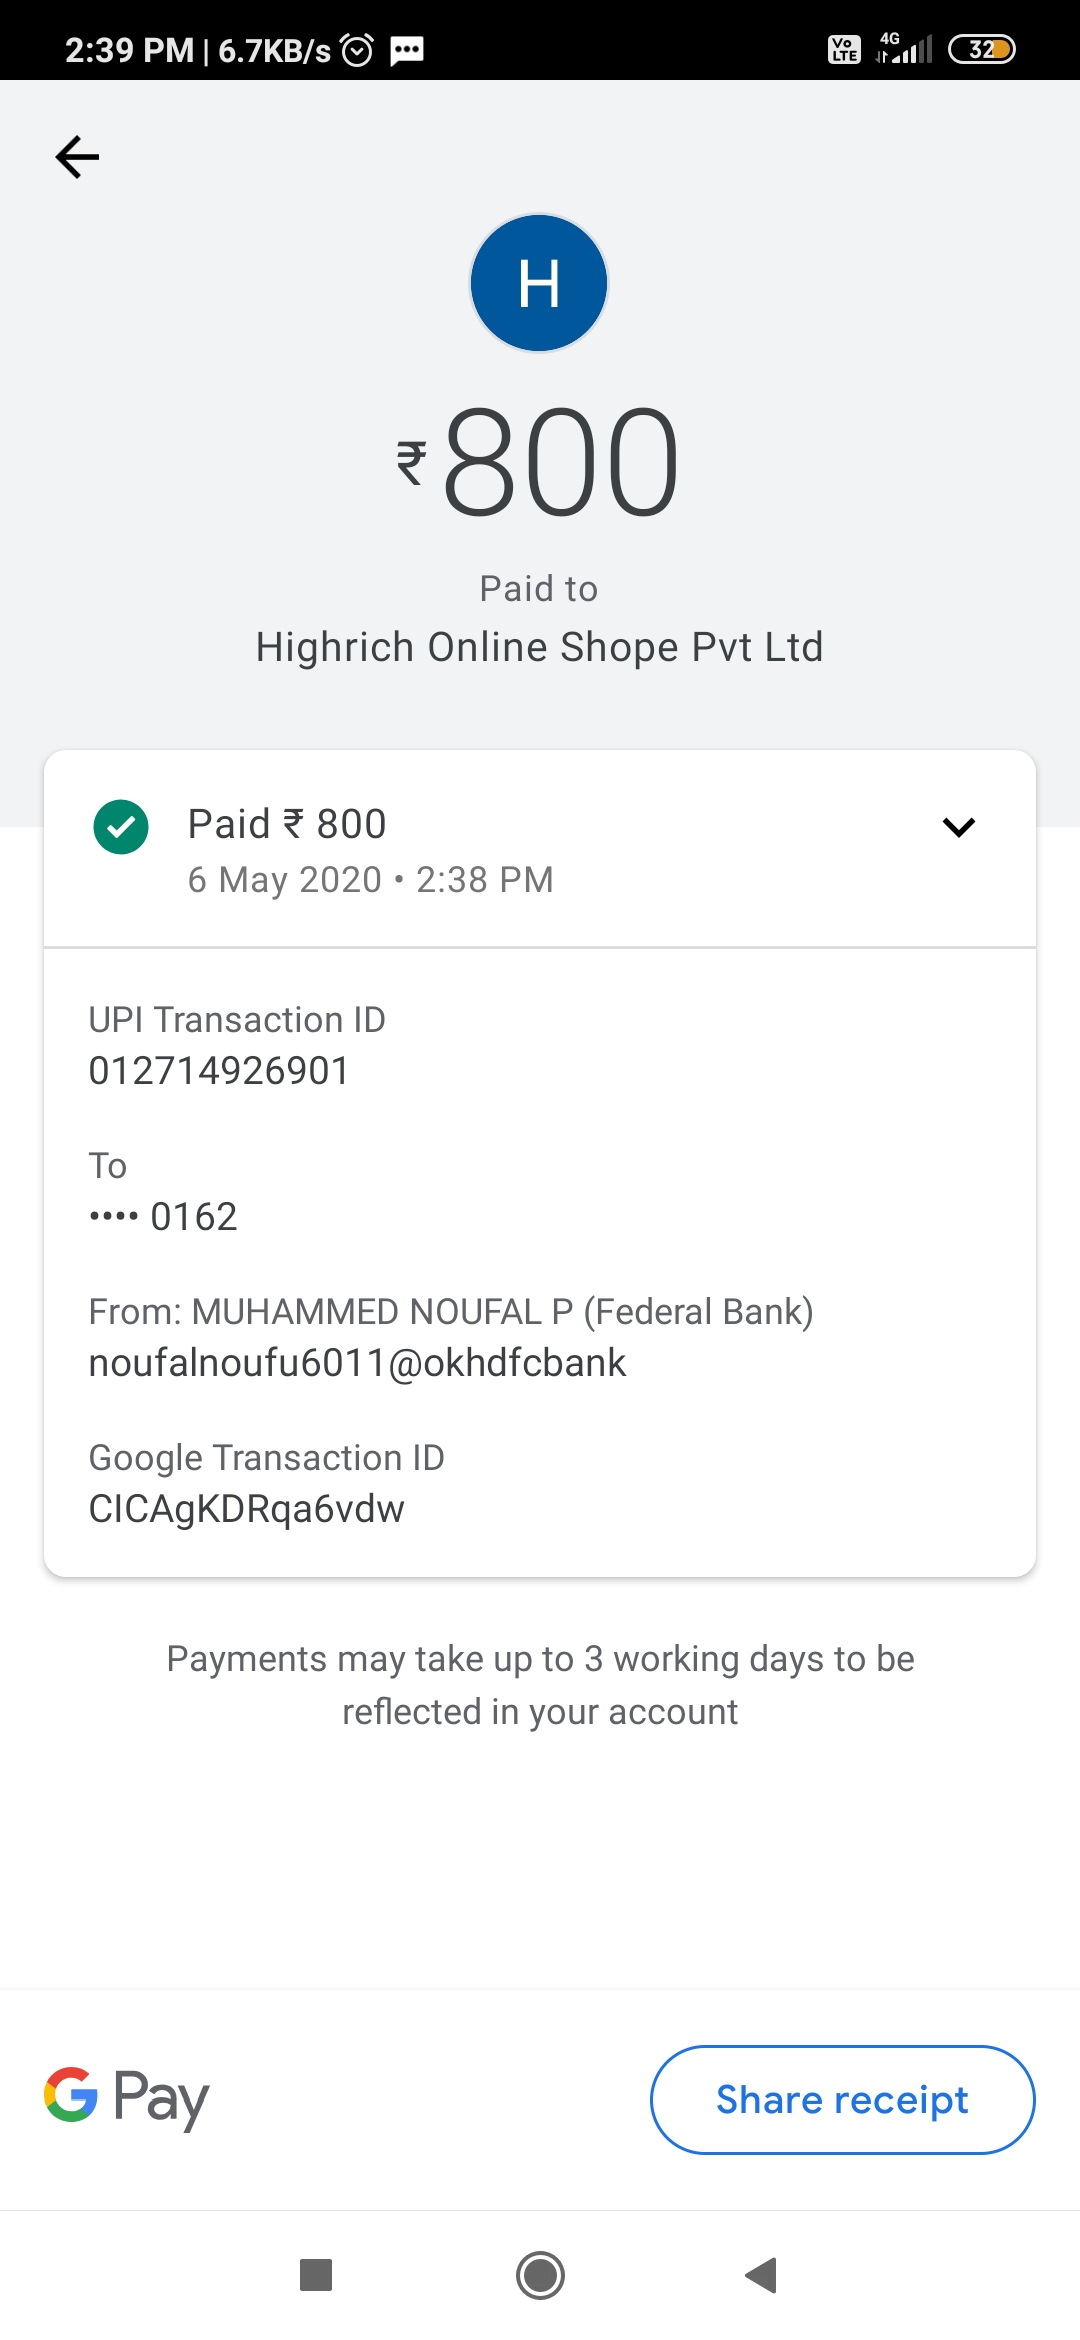 2:39 PM | 6.7KB/s
Vo LTE 4G 32
H
₹800
Paid to
Highrich Online Shope Pvt Ltd
Paid ₹ 800
6 May 2020 • 2:38 PM
UPI Transaction ID
012714926901
To
•••• 0162
From: MUHAMMED NOUFAL P (Federal Bank)
noufalnoufu6011@okhdfcbank
Google Transaction ID
CICAgKDRqa6vdw
Payments may take up to 3 working days to be
reflected in your account
G Pay
Share receipt